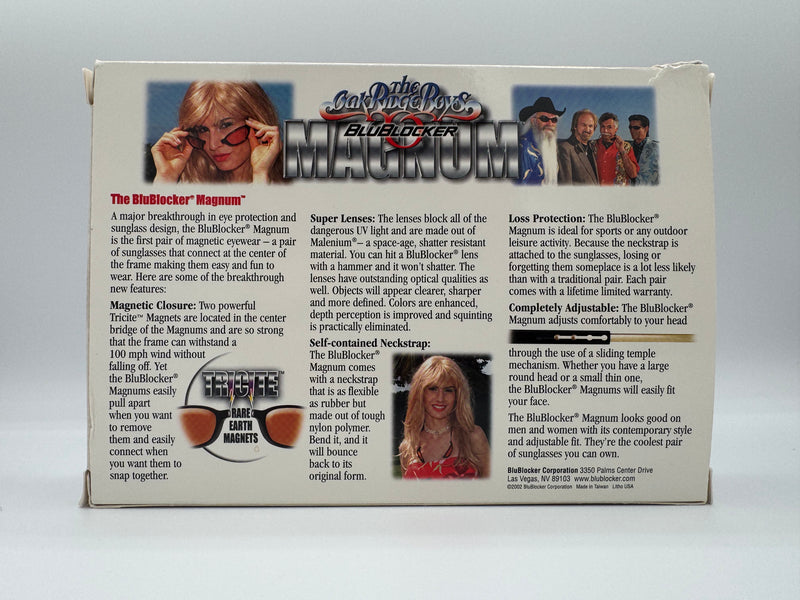 The
Oak Ridge Boys
BLUBLOCKER
MAGNUM
The BluBlocker® Magnum™
A major breakthrough in eye protection and
sunglass design, the BluBlocker® Magnum
is the first pair of magnetic eyewear – a pair
of sunglasses that connect at the center of
the frame making them easy and fun to
wear. Here are some of the breakthrough
new features:
Magnetic Closure: Two powerful
Tricite™ Magnets are located in the center
bridge of the Magnums and are so strong
that the frame can withstand a
100 mph wind without
falling off. Yet
the BluBlocker®
Magnums easily
pull apart
when you want
to remove
them and easily
connect when
you want them to
snap together.
TRICITE™
RARE
EARTH
MAGNETS
Super Lenses: The lenses block all of the
dangerous UV light and are made out of
Malenium®– a space-age, shatter resistant
material. You can hit a BluBlocker® lens
with a hammer and it won't shatter. The
lenses have outstanding optical qualities as
well. Objects will appear clearer, sharper
and more defined. Colors are enhanced,
depth perception is improved and squinting
is practically eliminated.
Self-contained Neckstrap:
The BluBlocker®
Magnum comes
with a neckstrap
that is as flexible
as rubber but
made out of tough
nylon polymer.
Bend it, and it
will bounce
back to its
original form.
Loss Protection: The BluBlocker®
Magnum is ideal for sports or any outdoor
leisure activity. Because the neckstrap is
attached to the sunglasses, losing or
forgetting them someplace is a lot less likely
than with a traditional pair. Each pair
comes with a lifetime limited warranty.
Completely Adjustable: The BluBlocker®
Magnum adjusts comfortably to your head
through the use of a sliding temple
mechanism. Whether you have a large
round head or a small thin one,
the BluBlocker® Magnums will easily fit
your face.
The BluBlocker® Magnum looks good on
men and women with its contemporary style
and adjustable fit. They're the coolest pair
of sunglasses you can own.
BluBlocker Corporation 3350 Palms Center Drive
Las Vegas, NV 89103 www.blublocker.com
©2002 BluBlocker Corporation Made in Taiwan Litho USA